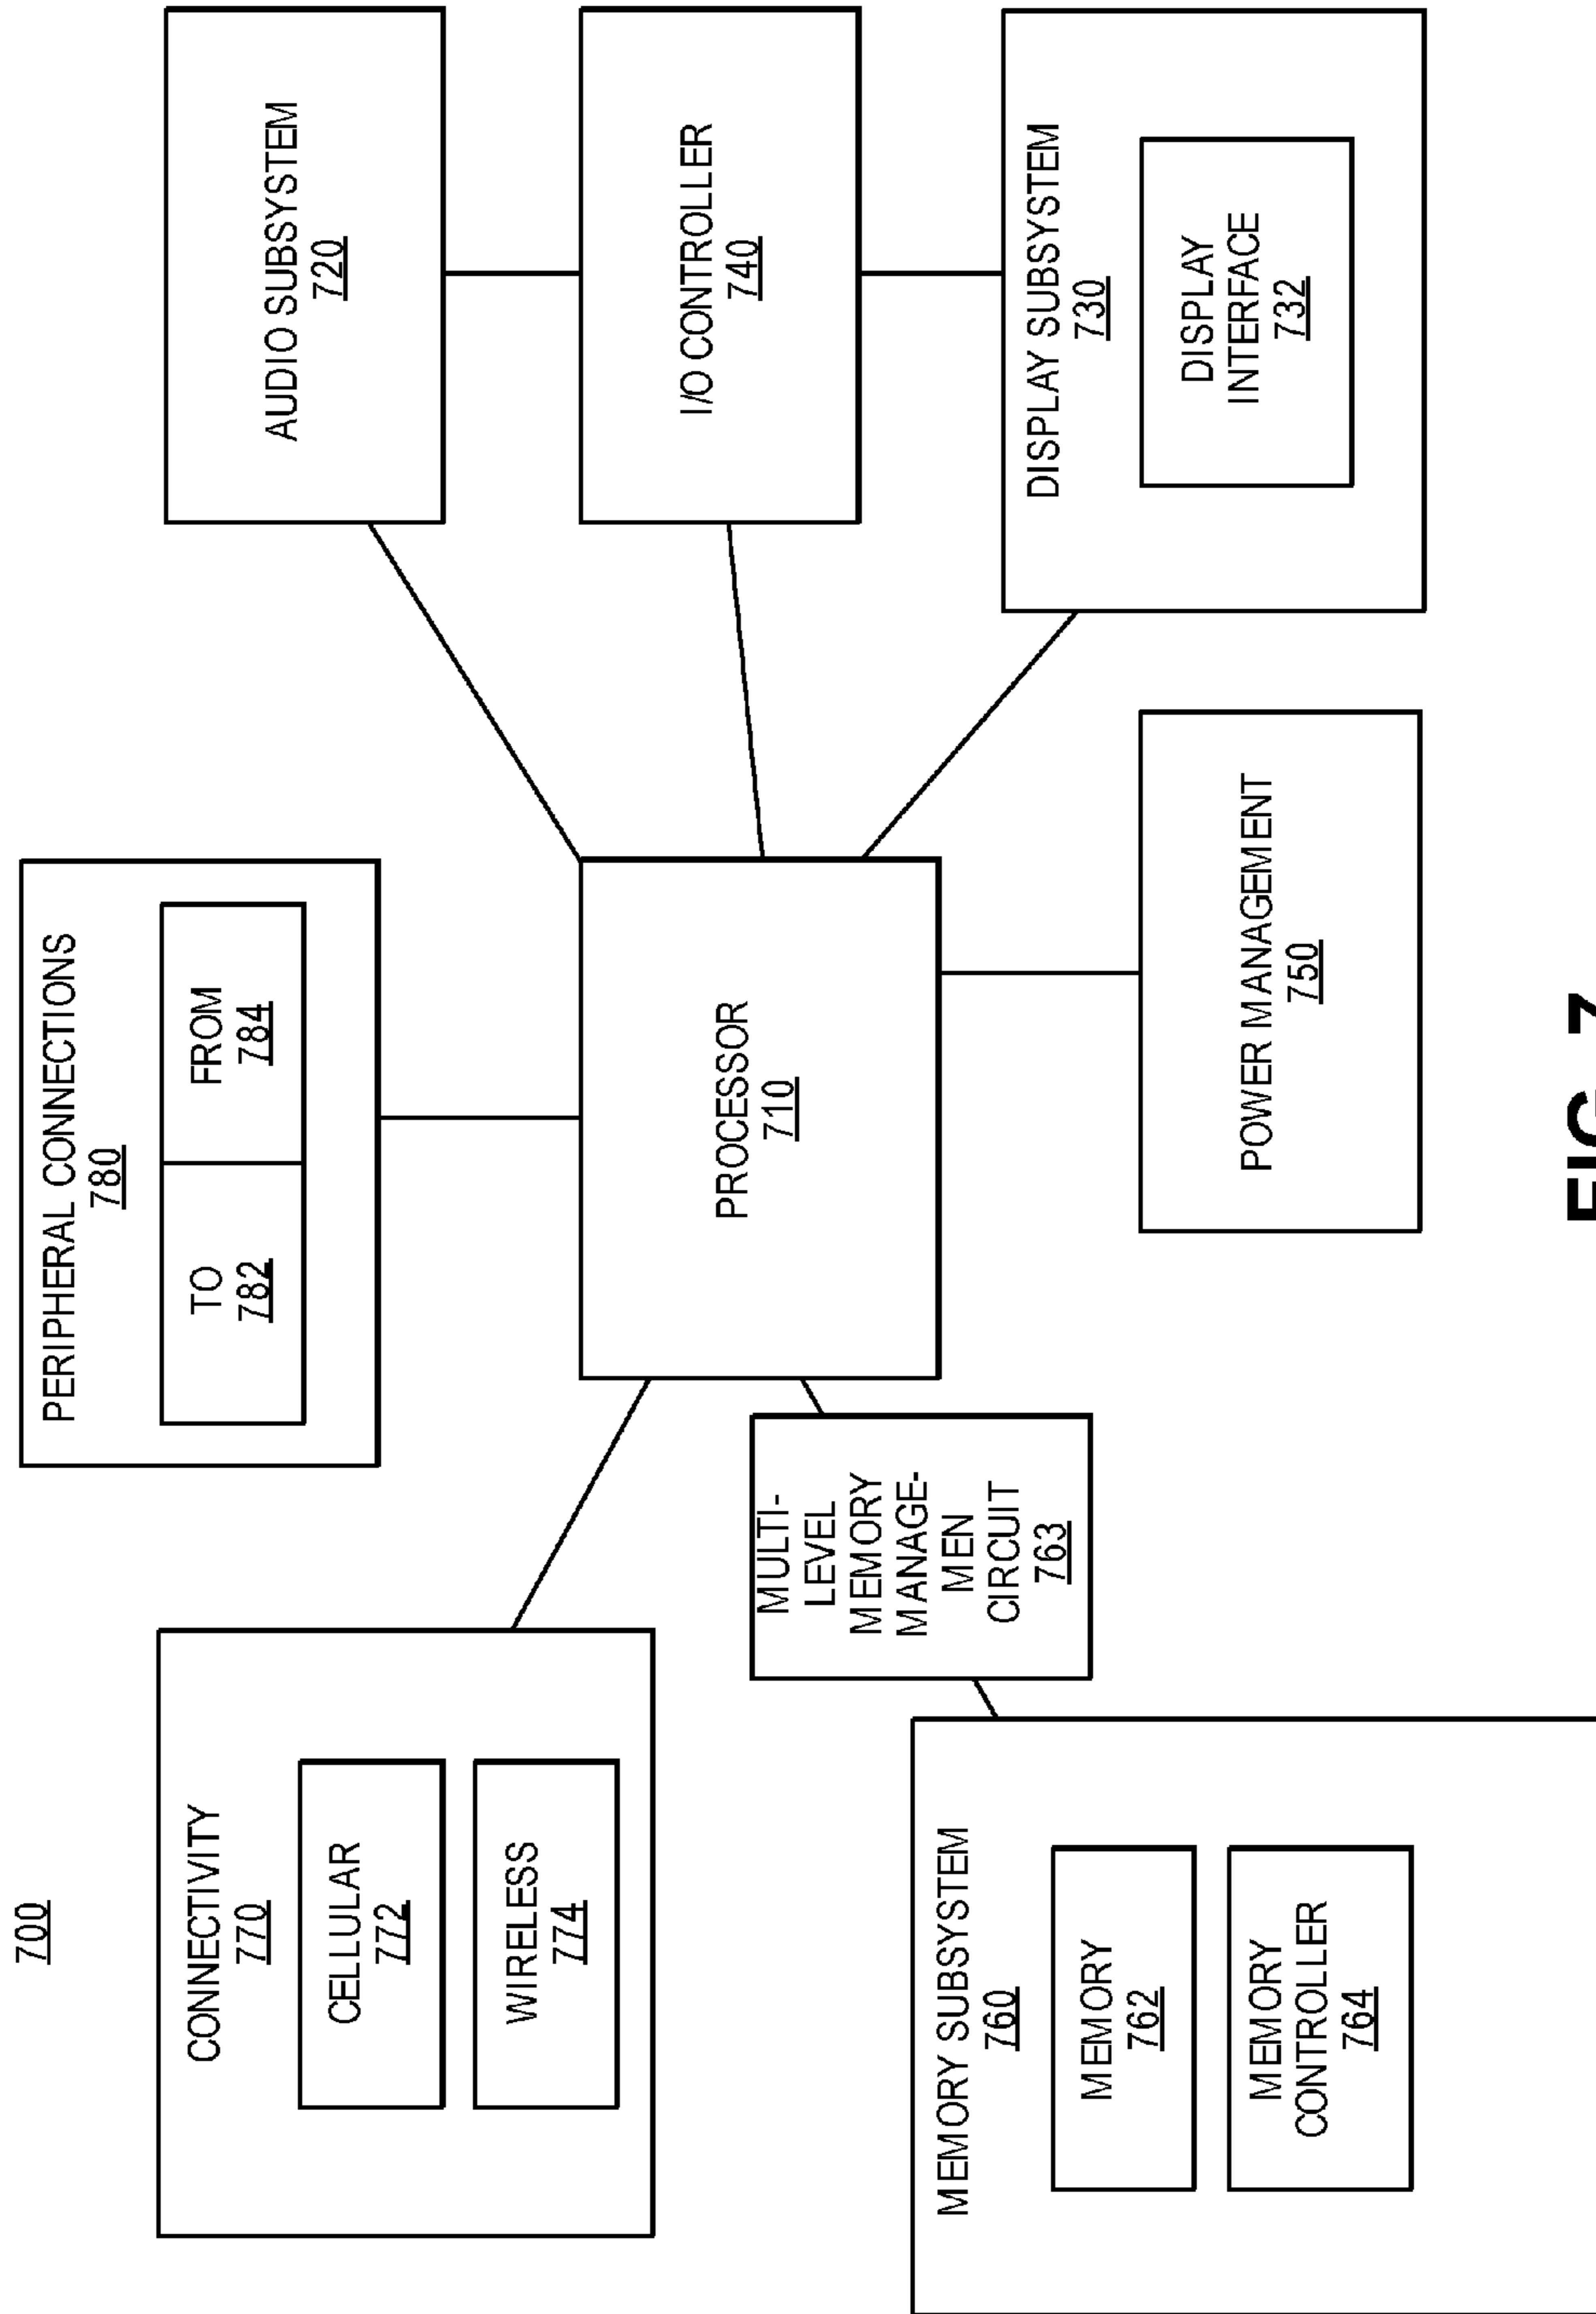 700
CONNECTIVITY
770
CELLULAR
772
WIRELESS
774
PERIPHERAL CONNECTIONS
780
TO
782
FROM
784
AUDIO SUBSYSTEM
720
PROCESSOR
710
I/O CONTROLLER
740
MULTI-
LEVEL
MEMORY
MANAGE-
MEN
CIRCUIT
763
MEMORY SUBSYSTEM
760
MEMORY
762
MEMORY
CONTROLLER
764
POWER MANAGEMENT
750
DISPLAY SUBSYSTEM
730
DISPLAY
INTERFACE
732
FIG. 7